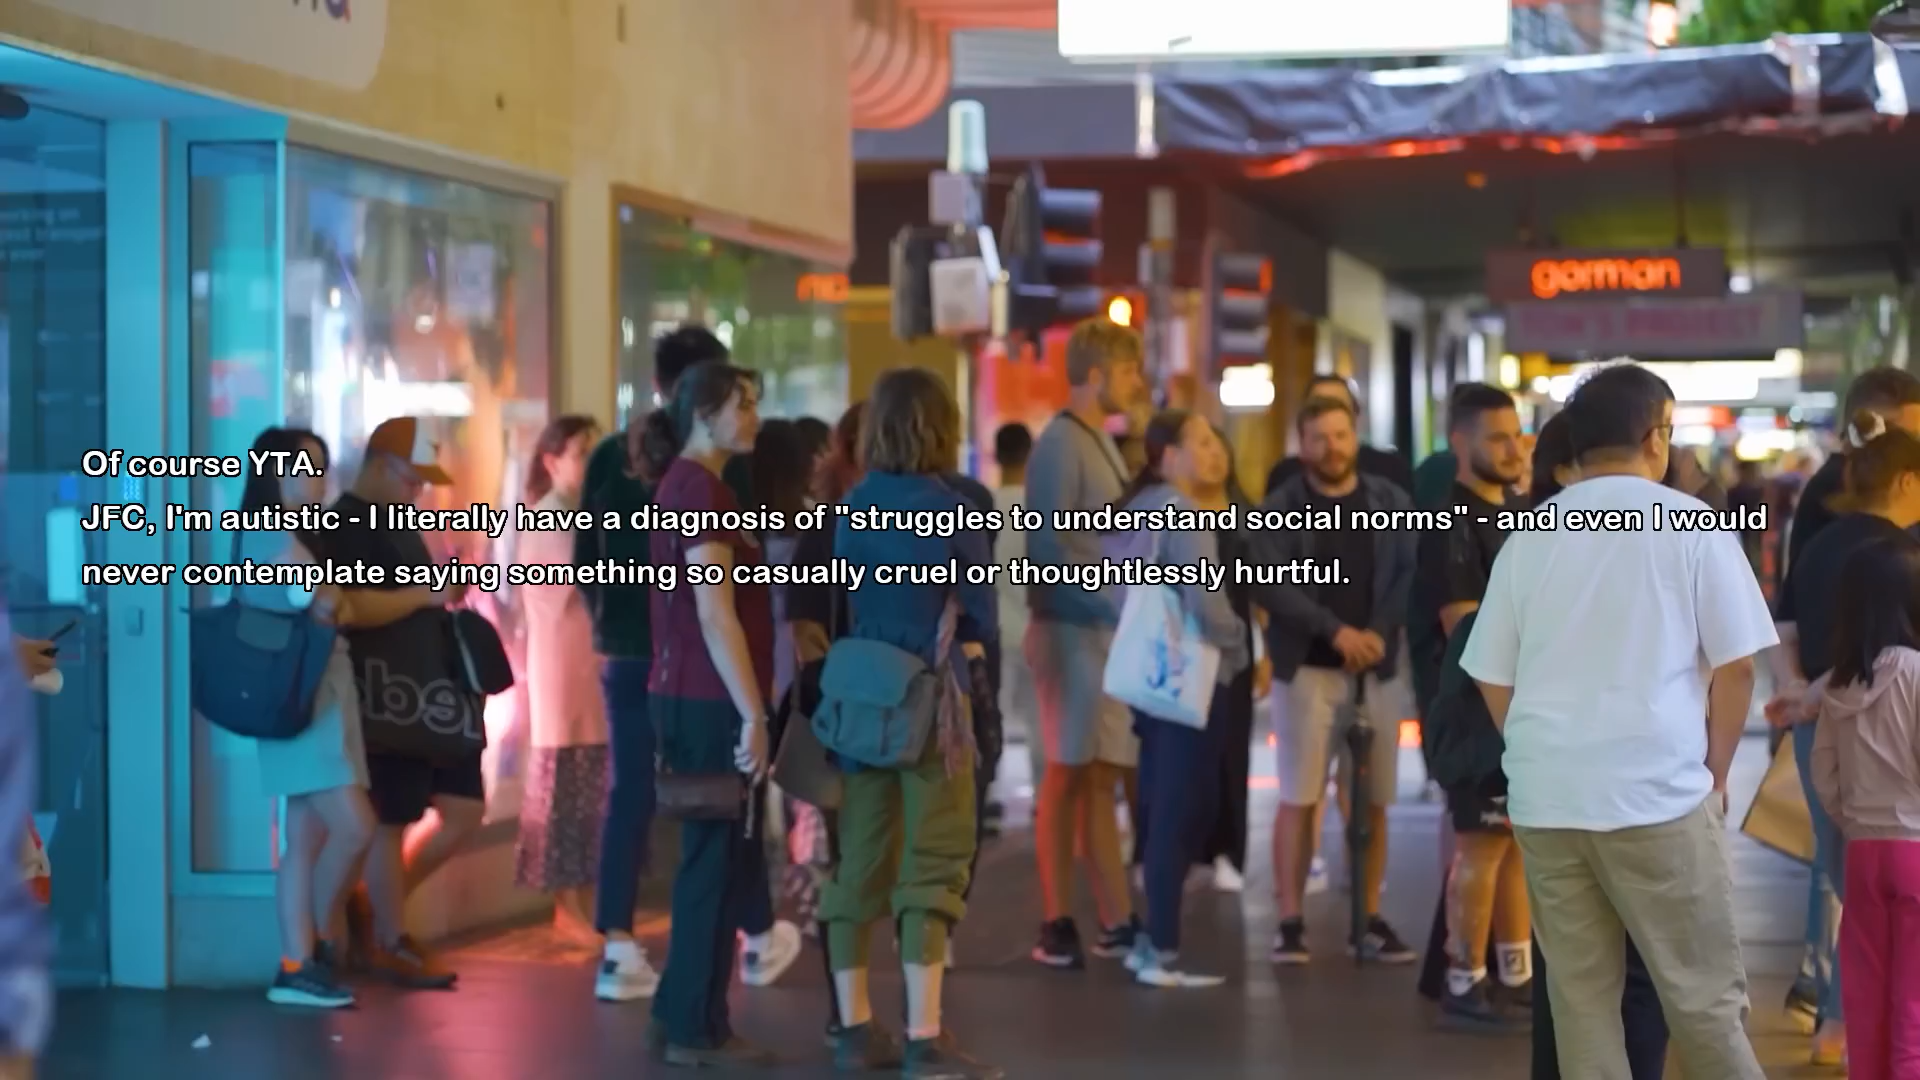 gorman
Of course YTA.
JFC, I'm autistic - I literally have a diagnosis of "struggles to understand social norms" - and even I would
never contemplate saying something so casually cruel or thoughtlessly hurtful.